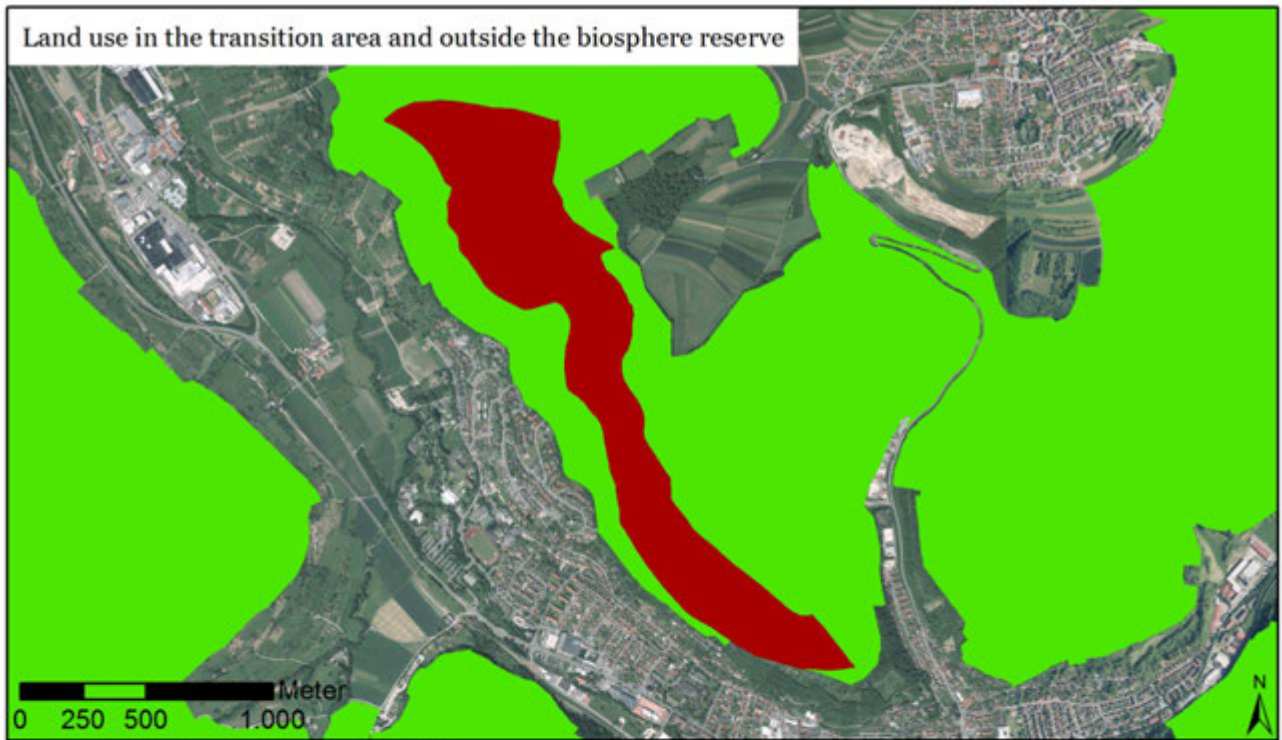 Land use in the transition area and outside the biosphere reserve
N
Meter
0 250 500 1.000